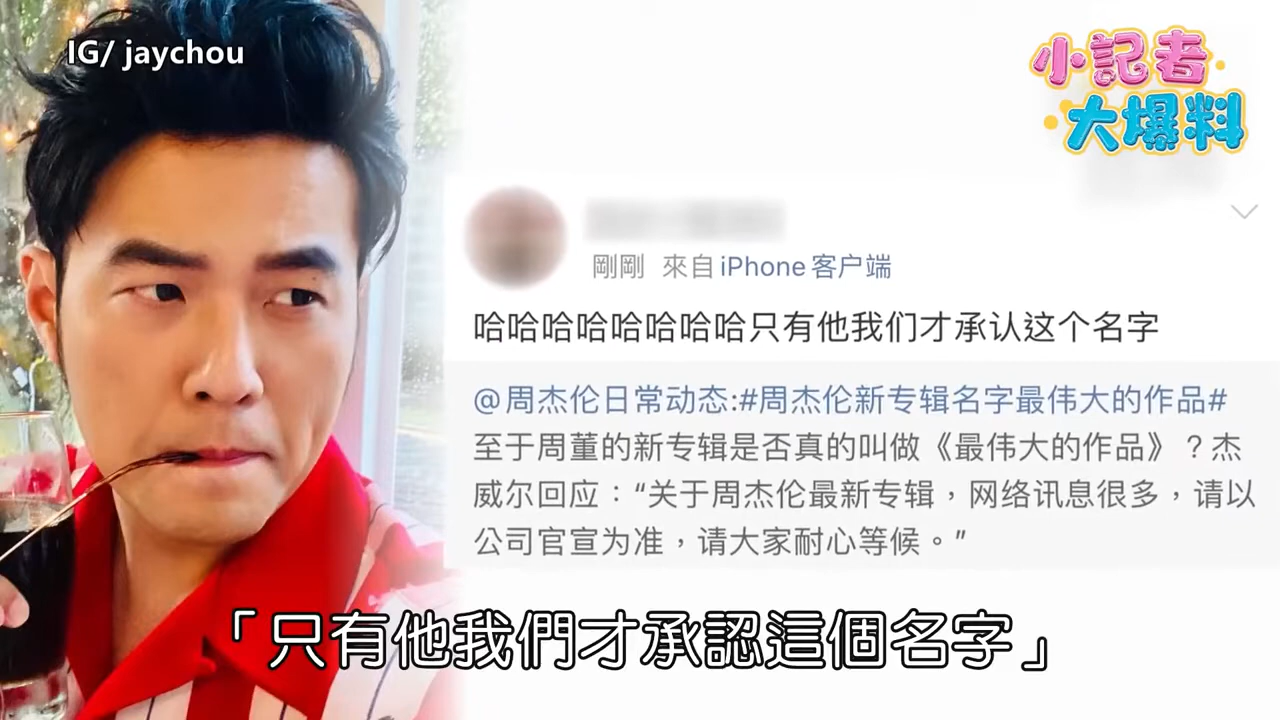 IG/ jaychou
小記者
大爆料
剛剛 來自 iPhone 客户端
哈哈哈哈哈哈哈哈只有他我们才承认这个名字
@周杰伦日常动态:#周杰伦新专辑名字最伟大的作品#
至于周董的新专辑是否真的叫做《最伟大的作品》？杰
威尔回应：“关于周杰伦最新专辑，网络讯息很多，请以
公司官宣为准，请大家耐心等候。”
「只有他我們才承認這個名字」